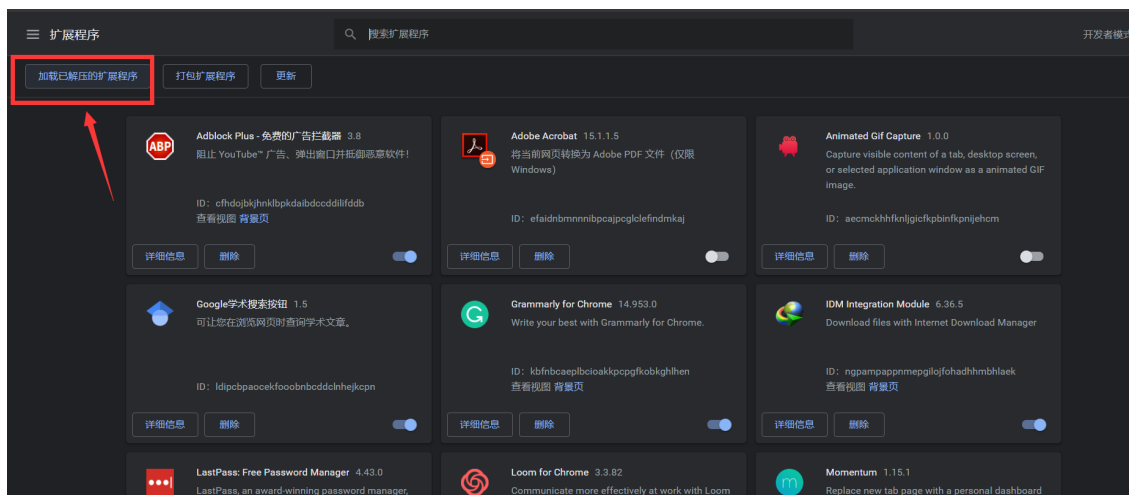 扩展程序
搜索扩展程序
开发者模式
加载已解压的扩展程序
打包扩展程序
更新
ABP
Adblock Plus - 免费的广告拦截器 3.8
阻止 YouTube™ 广告、弹出窗口并抵御恶意软件!
ID: cfhdojbkjhnklbpkdaibdccddilifddb
查看视图 背景页
详细信息
删除
Adobe Acrobat 15.1.1.5
将当前网页转换为 Adobe PDF 文件（仅限
Windows）
ID: efaidnbmnnnibpcajpcglclefindmkaj
详细信息
删除
Animated Gif Capture 1.0.0
Capture visible content of a tab, desktop screen,
or selected application window as a animated GIF
image.
ID: aecmckhhfknljgicfkpbinfkpnijehcm
详细信息
删除
Google学术搜索按钮 1.5
可让您在浏览网页时查询学术文章。
ID: ldipcbpaocekfooobnbcddclnhejkcpn
详细信息
删除
G
Grammarly for Chrome 14.953.0
Write your best with Grammarly for Chrome.
ID: kbfnbcaeplbcioakkpcpgfkobkghlhen
查看视图 背景页
详细信息
删除
IDM Integration Module 6.36.5
Download files with Internet Download Manager
ID: ngpampappnmepgilojfohadhhmbhlaek
查看视图 背景页
详细信息
删除
LastPass: Free Password Manager 4.43.0
LastPass, an award-winning password manager,
Loom for Chrome 3.3.82
Communicate more effectively at work with Loom
m
Momentum 1.15.1
Replace new tab page with a personal dashboard